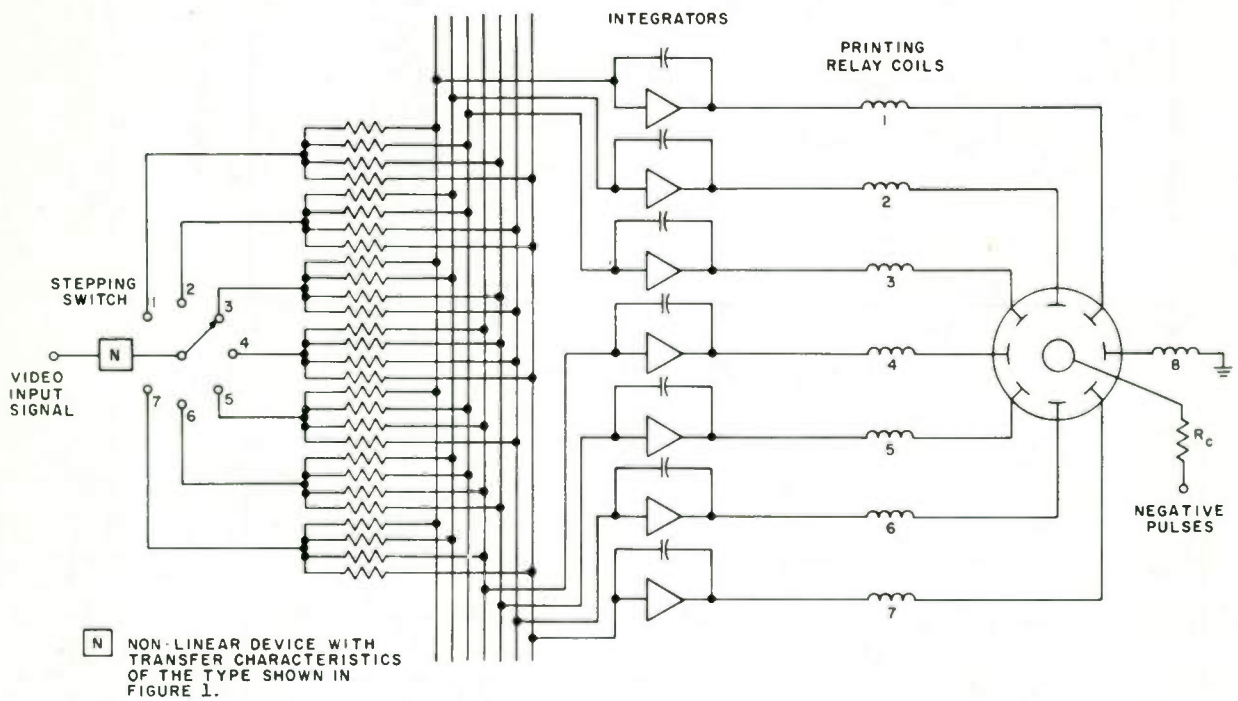 INTEGRATORS
PRINTING
RELAY COILS
1
2
3
4
5
6
7
8
STEPPING
SWITCH
1
2
3
4
5
6
7
N
VIDEO
INPUT
SIGNAL
Rc
NEGATIVE
PULSES
N NON-LINEAR DEVICE WITH
TRANSFER CHARACTERISTICS
OF THE TYPE SHOWN IN
FIGURE 1.